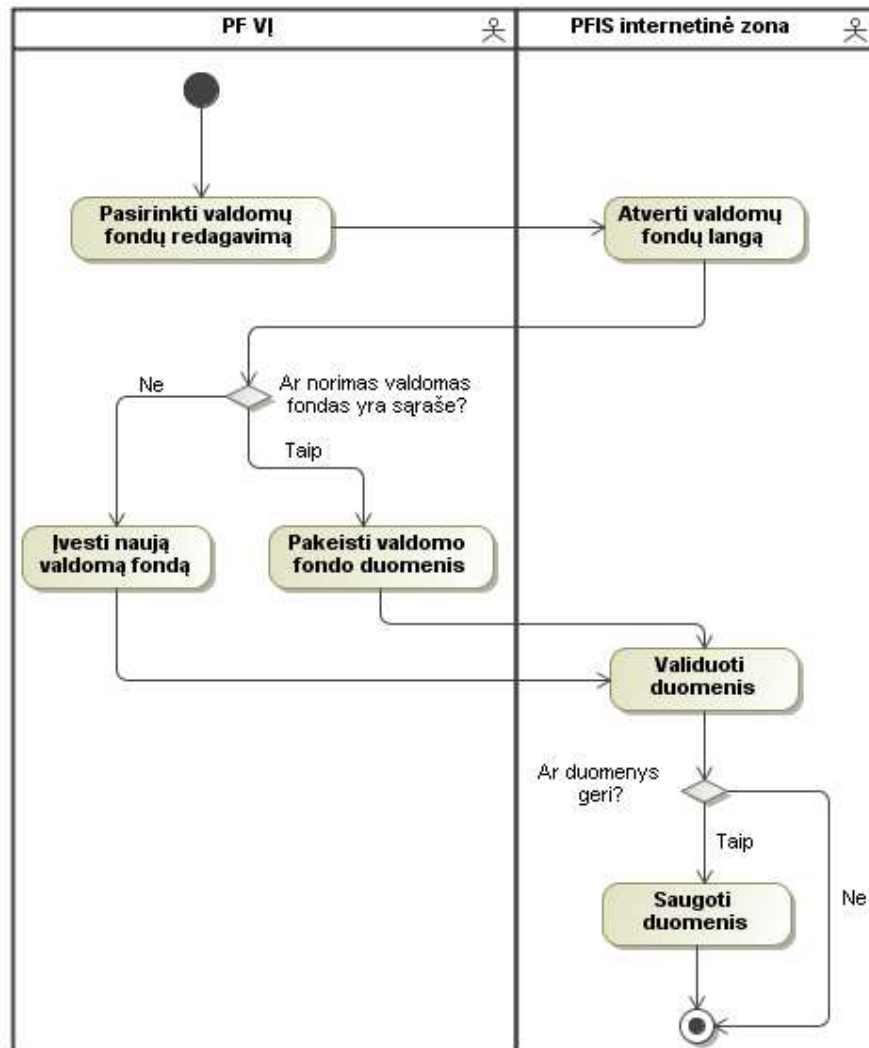 PF VĮ
PFIS internetinė zona
Pasirinkti valdomų
fondų redagavimą
Atverti valdomų
fondų langą
Ne
Ar norimas valdomas
fondas yra sąraše?
Taip
Įvesti naują
valdomą fondą
Pakeisti valdomo
fondo duomenis
Validuoti
duomenis
Ar duomenys
geri?
Taip
Saugoti
duomenis
Ne